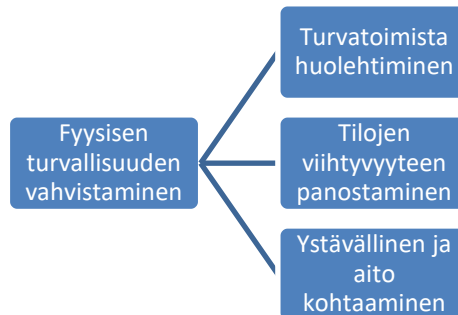 Fyysisen
turvallisuuden
vahvistaminen
Turvatoimista
huolehtiminen
Tilojen
viihtyvyyteen
panostaminen
Ystävällinen ja
aito
kohtaaminen